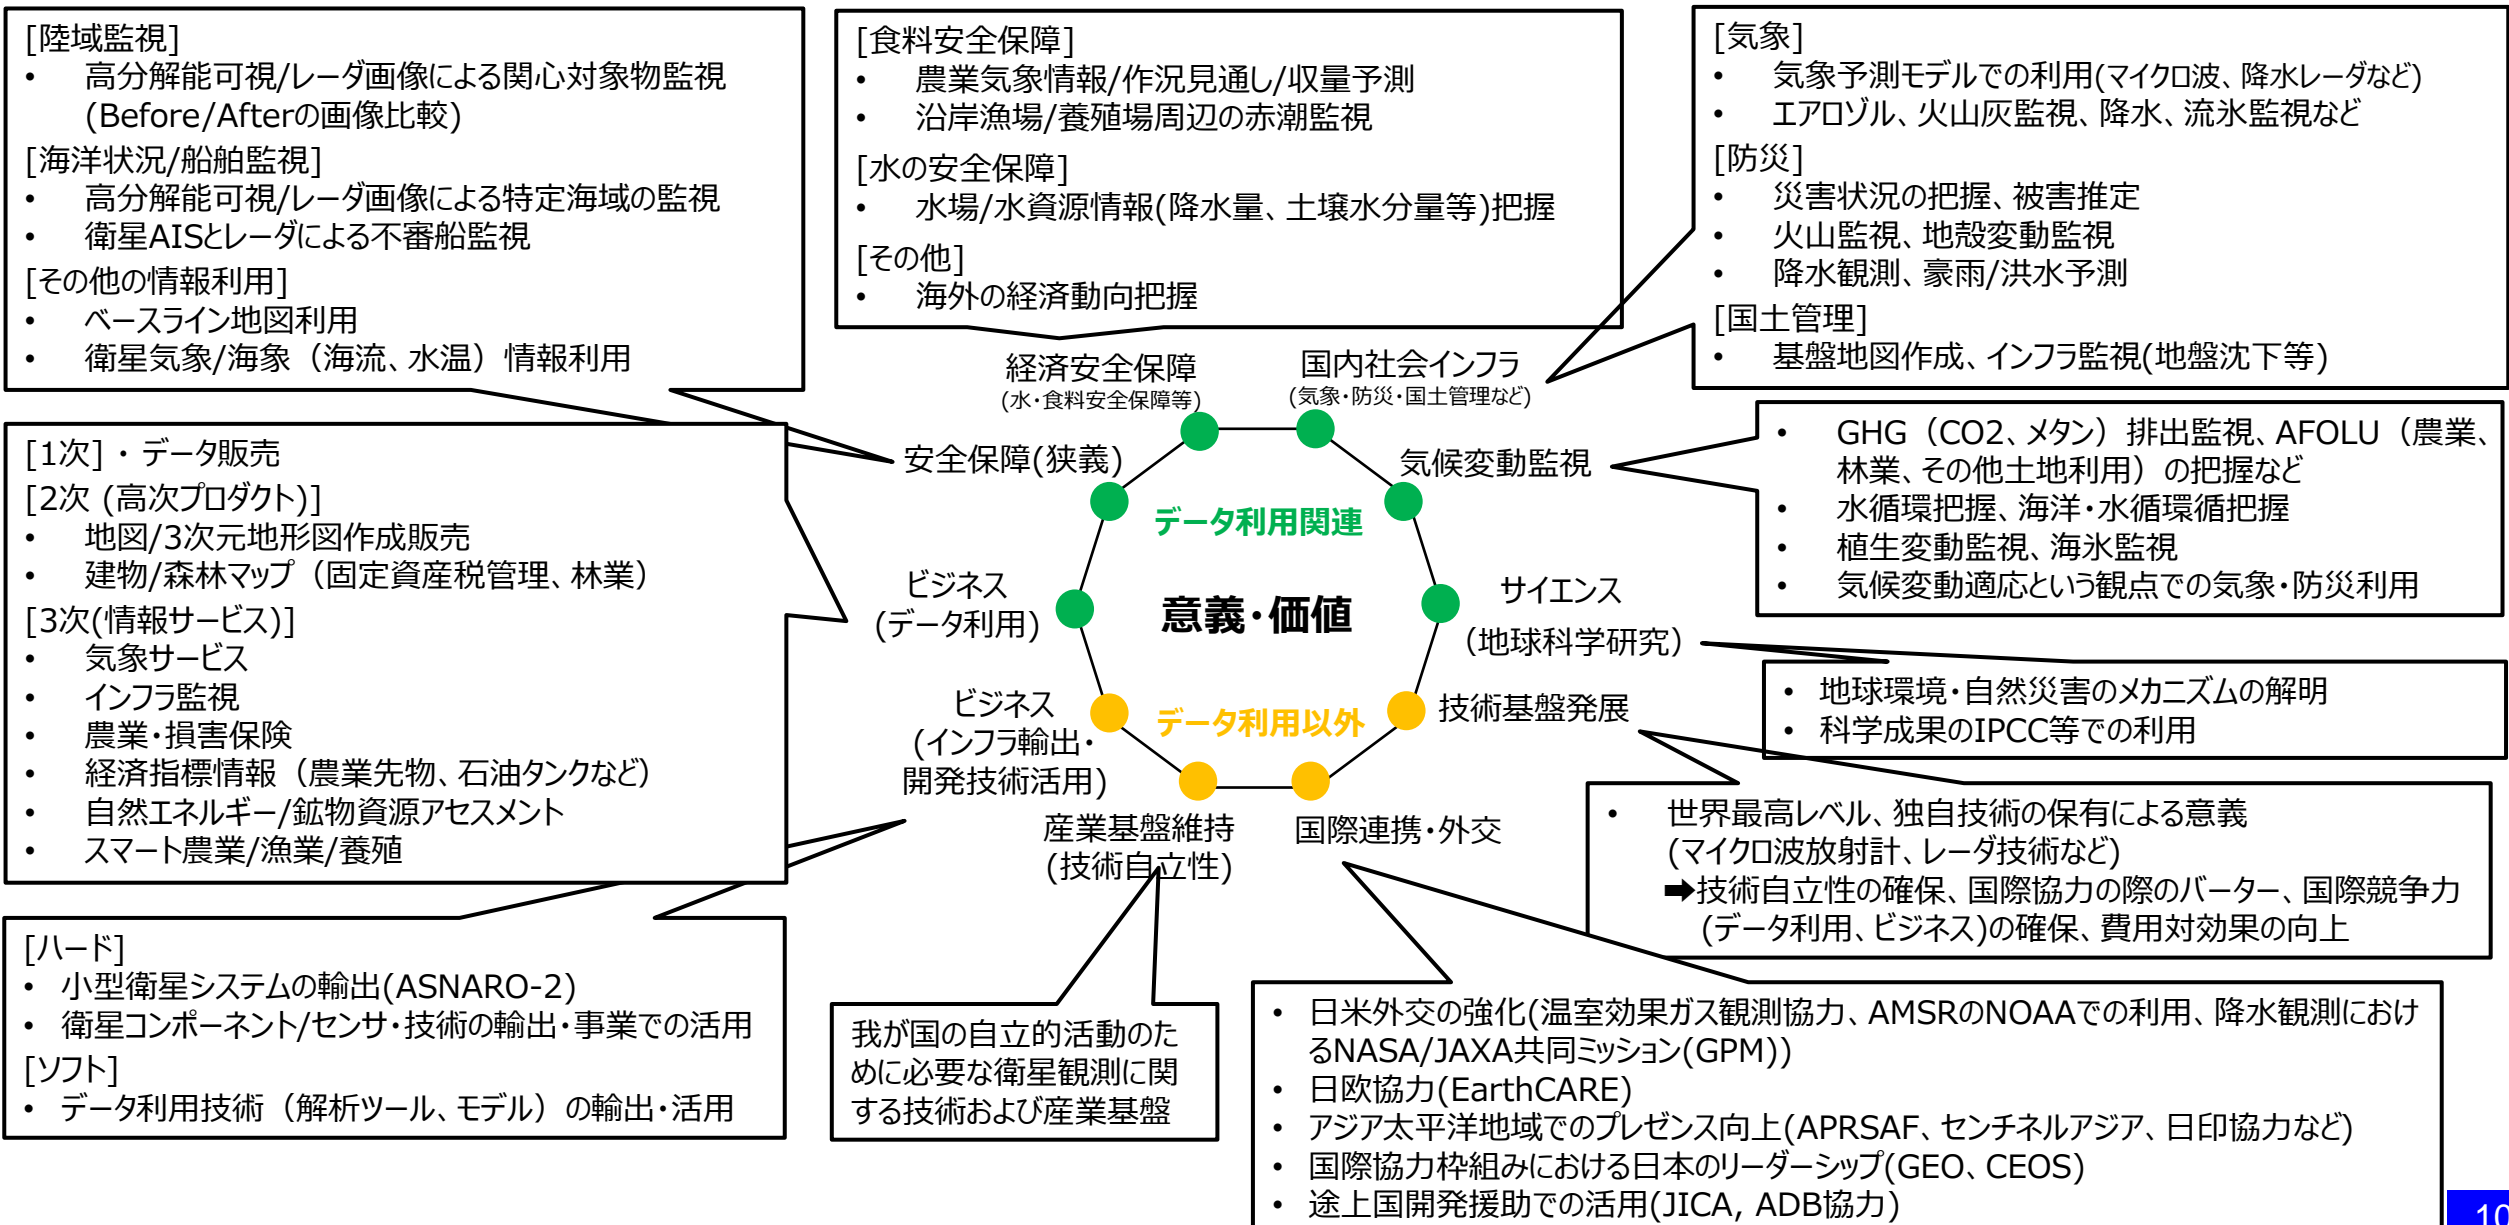 [陸域監視]
• 高分解能可視/レーダ画像による関心対象物監視
(Before/Afterの画像比較)
[海洋状況/船舶監視]
• 高分解能可視/レーダ画像による特定海域の監視
• 衛星AISとレーダによる不審船監視
[その他の情報利用]
• ベースライン地図利用
• 衛星気象/海象（海流、水温）情報利用
[食料安全保障]
• 農業気象情報/作況見通し/収量予測
• 沿岸漁場/養殖場周辺の赤潮監視
[水の安全保障]
• 水場/水資源情報(降水量、土壌水分量等)把握
[その他]
• 海外の経済動向把握
[気象]
• 気象予測モデルでの利用(マイクロ波、降水レーダなど)
• エアロゾル、火山灰監視、降水、流氷監視など
[防災]
• 災害状況の把握、被害推定
• 火山監視、地殻変動監視
• 降水観測、豪雨/洪水予測
[国土管理]
• 基盤地図作成、インフラ監視(地盤沈下等)
経済安全保障
(水・食料安全保障等)
国内社会インフラ
(気象・防災・国土管理など)
安全保障(狭義)
気候変動監視
データ利用関連
ビジネス
(データ利用)
意義・価値
サイエンス
（地球科学研究）
ビジネス
(インフラ輸出・
開発技術活用)
データ利用以外
技術基盤発展
産業基盤維持
(技術自立性)
国際連携・外交
[1次]・データ販売
[2次 (高次プロダクト)]
• 地図/3次元地形図作成販売
• 建物/森林マップ（固定資産税管理、林業）
[3次(情報サービス)]
• 気象サービス
• インフラ監視
• 農業・損害保険
• 経済指標情報（農業先物、石油タンクなど）
• 自然エネルギー/鉱物資源アセスメント
• スマート農業/漁業/養殖
• GHG（CO2、メタン）排出監視、AFOLU（農業、
林業、その他土地利用）の把握など
• 水循環把握、海洋・水循環循把握
• 植生変動監視、海氷監視
• 気候変動適応という観点での気象・防災利用
• 地球環境・自然災害のメカニズムの解明
• 科学成果のIPCC等での利用
• 世界最高レベル、独自技術の保有による意義
(マイクロ波放射計、レーダ技術など)
➡技術自立性の確保、国際協力の際のバーター、国際競争力
(データ利用、ビジネス)の確保、費用対効果の向上
[ハード]
• 小型衛星システムの輸出(ASNARO-2)
• 衛星コンポーネント/センサ・技術の輸出・事業での活用
[ソフト]
• データ利用技術（解析ツール、モデル）の輸出・活用
我が国の自立的活動のた
めに必要な衛星観測に関
する技術および産業基盤
• 日米外交の強化(温室効果ガス観測協力、AMSRのNOAAでの利用、降水観測におけ
るNASA/JAXA共同ミッション(GPM))
• 日欧協力(EarthCARE)
• アジア太平洋地域でのプレゼンス向上(APRSAF、センチネルアジア、日印協力など)
• 国際協力枠組みにおける日本のリーダーシップ(GEO、CEOS)
• 途上国開発援助での活用(JICA, ADB協力)
10